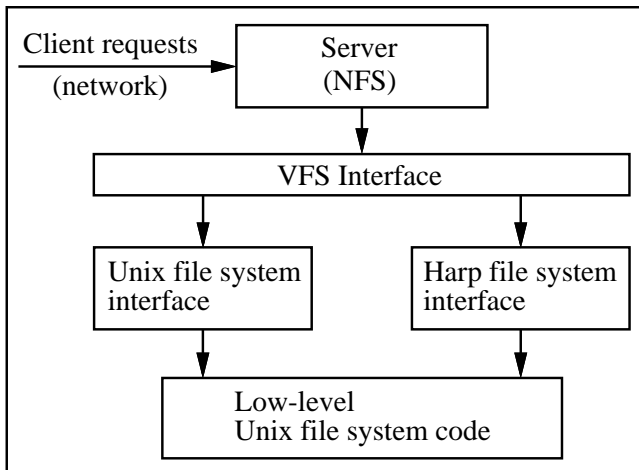 Client requests
(network)
Server
(NFS)
VFS Interface
Unix file system
interface
Harp file system
interface
Low-level
Unix file system code